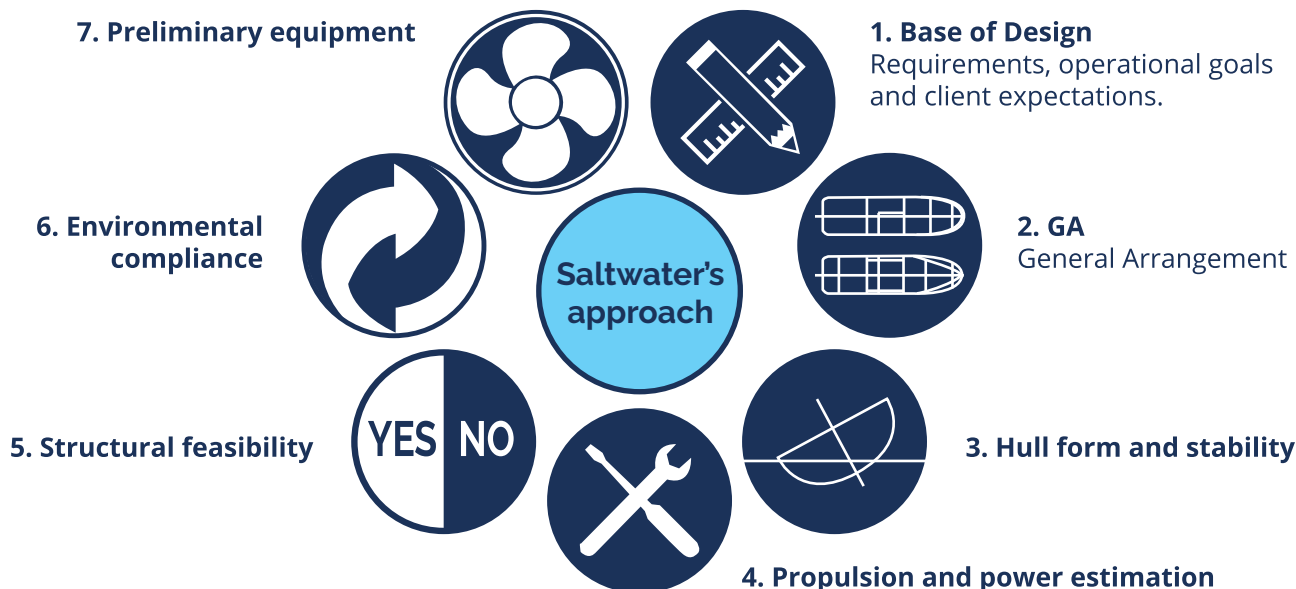 7. Preliminary equipment
1. Base of Design
Requirements, operational goals
and client expectations.
6. Environmental
compliance
Saltwater’s
approach
2. GA
General Arrangement
5. Structural feasibility
YES NO
3. Hull form and stability
4. Propulsion and power estimation